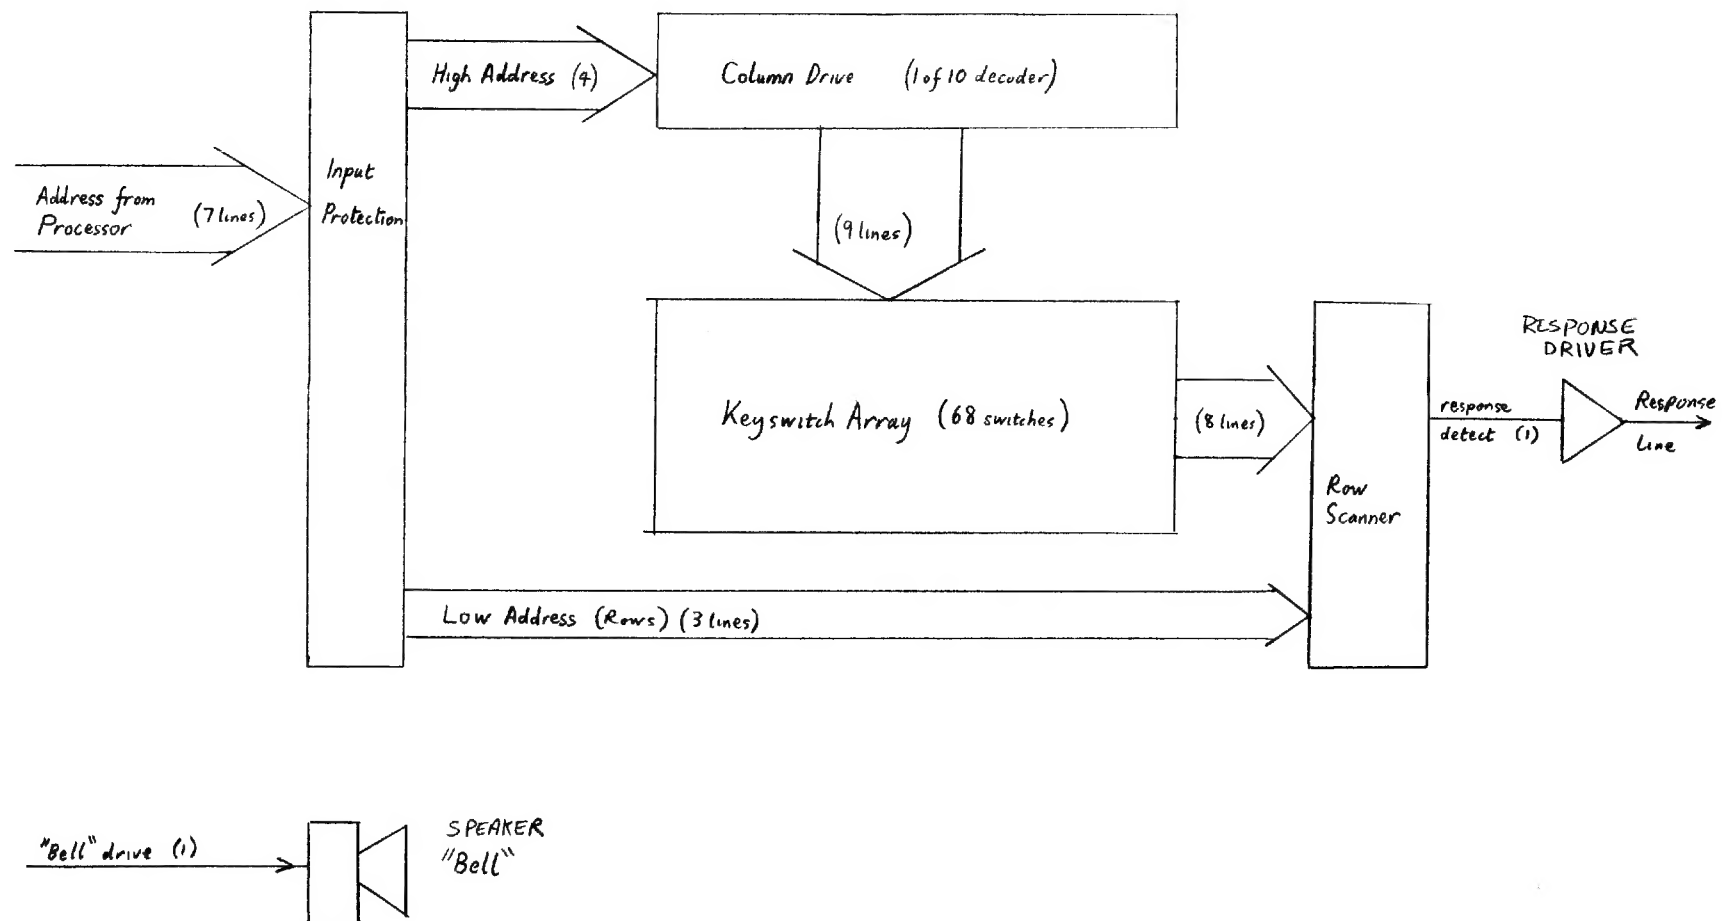 High Address (4)
Column Drive (1 of 10 decoder)
Input
Protection
Address from
Processor
(7 lines)
(9 lines)
Keyswitch Array (68 switches)
(8 lines)
Row
Scanner
RESPONSE
DRIVER
response
detect (1)
Response
Line
Low Address (Rows) (3 lines)
"Bell" drive (1)
SPEAKER
"Bell"